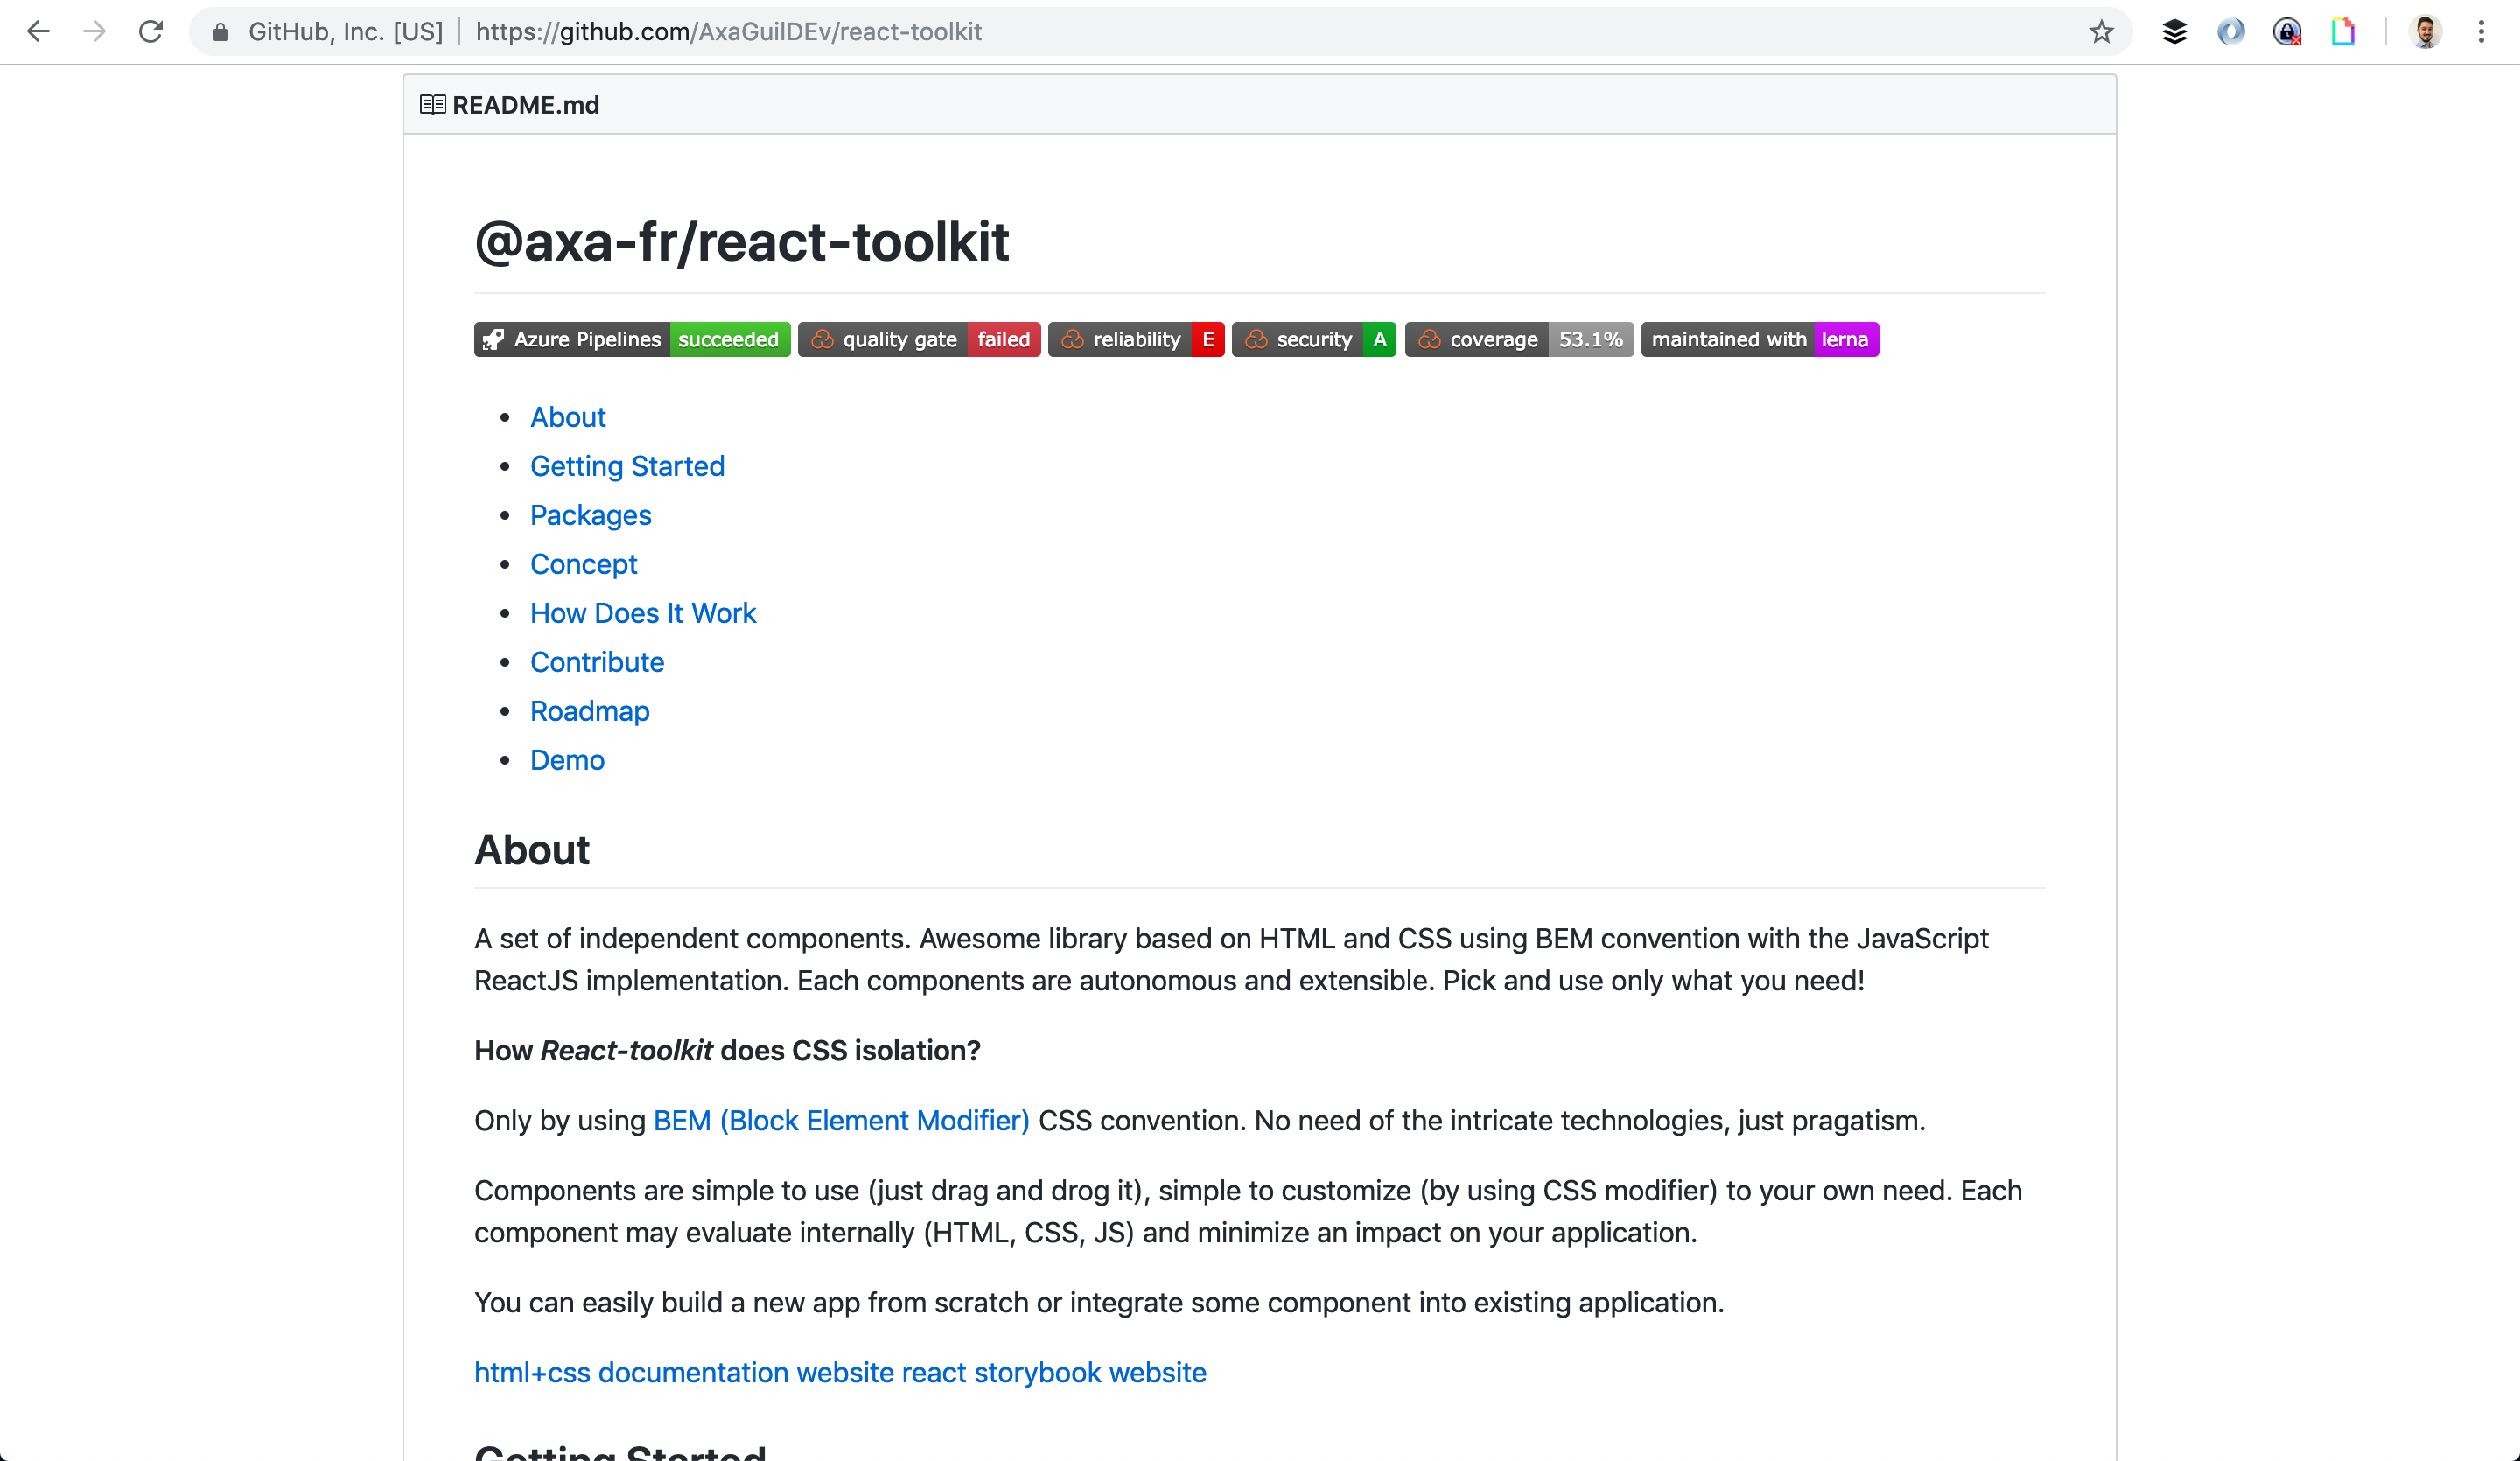 GitHub, Inc. [US] | https://github.com/AxaGuilDEv/react-toolkit
README.md
@axa-fr/react-toolkit
Azure Pipelines succeeded quality gate failed reliability E security A coverage 53.1% maintained with lerna
About
Getting Started
Packages
Concept
How Does It Work
Contribute
Roadmap
Demo
About
A set of independent components. Awesome library based on HTML and CSS using BEM convention with the JavaScript
ReactJS implementation. Each components are autonomous and extensible. Pick and use only what you need!
How React-toolkit does CSS isolation?
Only by using BEM (Block Element Modifier) CSS convention. No need of the intricate technologies, just pragatism.
Components are simple to use (just drag and drog it), simple to customize (by using CSS modifier) to your own need. Each
component may evaluate internally (HTML, CSS, JS) and minimize an impact on your application.
You can easily build a new app from scratch or integrate some component into existing application.
html+css documentation website react storybook website
Getting Started